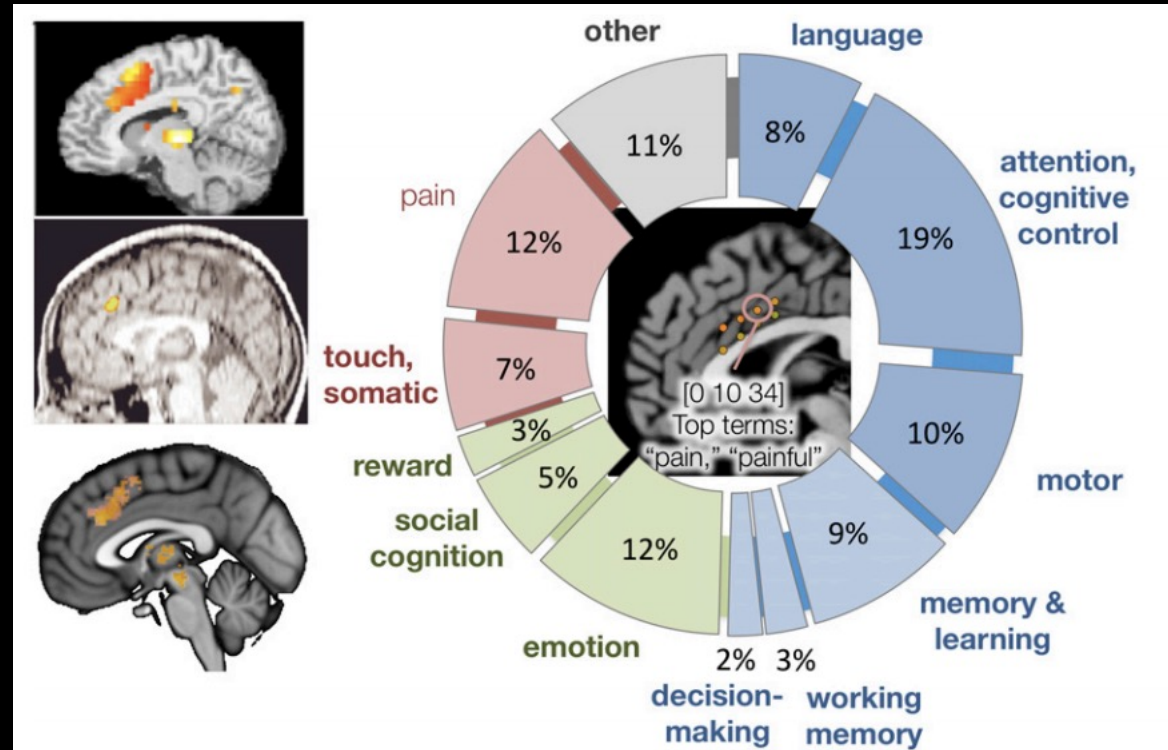 other
language
8%
11%
attention,
cognitive
control
19%
pain
12%
touch,
somatic
7%
[0 10 34]
Top terms:
“pain,” “painful”
10%
motor
3%
reward
5%
social
cognition
12%
emotion
9%
memory &
learning
2%
decision-
making
3%
working
memory